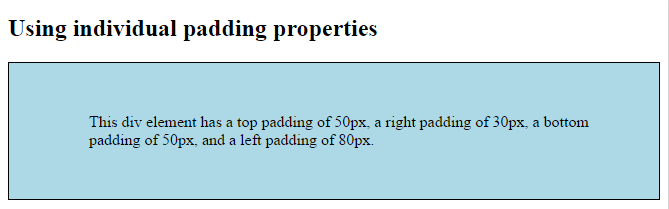 Using individual padding properties
This div element has a top padding of 50px, a right padding of 30px, a bottom
padding of 50px, and a left padding of 80px.